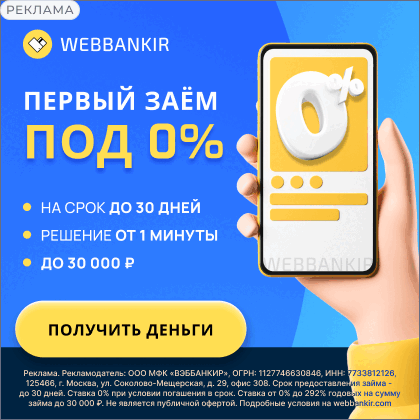 РЕКЛАМА
WEBBANKIR
ПЕРВЫЙ ЗАЁМ
ПОД 0%
0%
НА СРОК ДО 30 ДНЕЙ
РЕШЕНИЕ ОТ 1 МИНУТЫ
ДО 30 000 ₽
WEBBANKIR
ПОЛУЧИТЬ ДЕНЬГИ
Реклама. Рекламодатель: ООО МФК «ВЭББАНКИР», ОГРН: 1127746630846, ИНН: 7733812126,
125466, г. Москва, ул. Соколово-Мещерская, д. 29, офис 308. Срок предоставления займа -
до 30 дней. Ставка 0% при условии погашения в срок. Ставка от 0% до 292% годовых на сумму
займа до 30 000 ₽. Не является публичной офертой. Подробные условия на webbankir.com